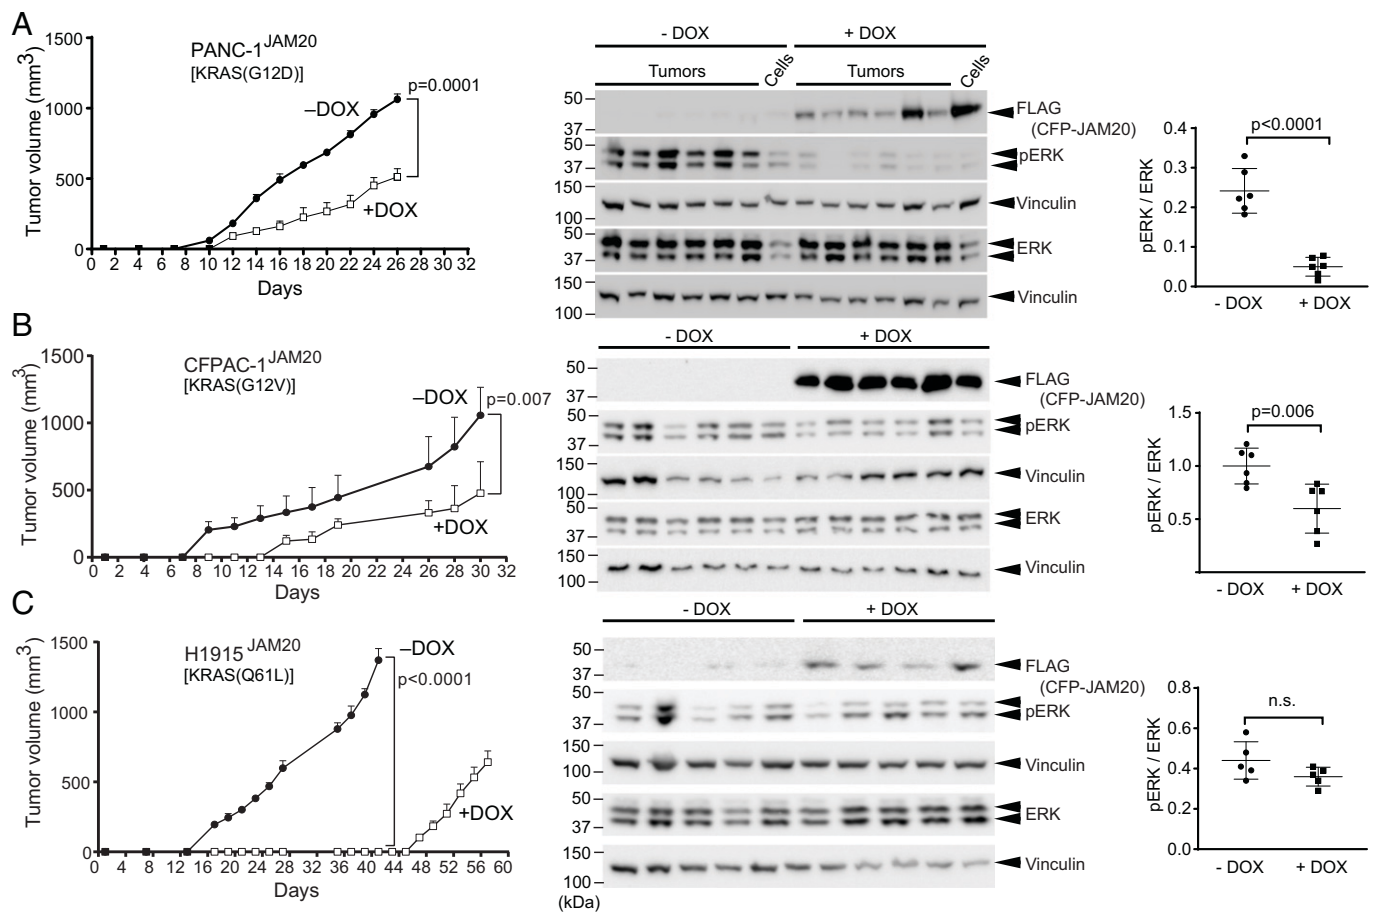 A
PANC-1JAM20
[KRAS(G12D)]
Tumor volume (mm3)
1500
1000
500
0
–DOX
+DOX
p=0.0001
0 2 4 6 8 10 12 14 16 18 20 22 24 26 28 30 32
Days
- DOX + DOX
Tumors Cells Tumors Cells
50
37
FLAG
(CFP-JAM20)
50
37
pERK
150
100
Vinculin
50
37
ERK
150
100
Vinculin
pERK / ERK
0.4
0.3
0.2
0.1
0.0
p<0.0001
- DOX + DOX
B
CFPAC-1JAM20
[KRAS(G12V)]
Tumor volume (mm3)
1500
1000
500
0
–DOX
+DOX
p=0.007
0 2 4 6 8 10 12 14 16 18 20 22 24 26 28 30 32
Days
- DOX + DOX
50
37
FLAG
(CFP-JAM20)
50
37
pERK
150
100
Vinculin
50
37
ERK
150
100
Vinculin
pERK / ERK
1.5
1.0
0.5
p=0.006
- DOX + DOX
C
H1915JAM20
[KRAS(Q61L)]
Tumor volume (mm3)
1500
1000
500
0
–DOX
p<0.0001
+DOX
0 4 8 12 16 20 24 28 32 36 40 44 48 52 56 60
Days
- DOX + DOX
50
37
FLAG
(CFP-JAM20)
50
37
pERK
150
100
Vinculin
50
37
ERK
150
100
Vinculin
(kDa)
pERK / ERK
0.8
0.6
0.4
0.2
0.0
n.s.
- DOX + DOX